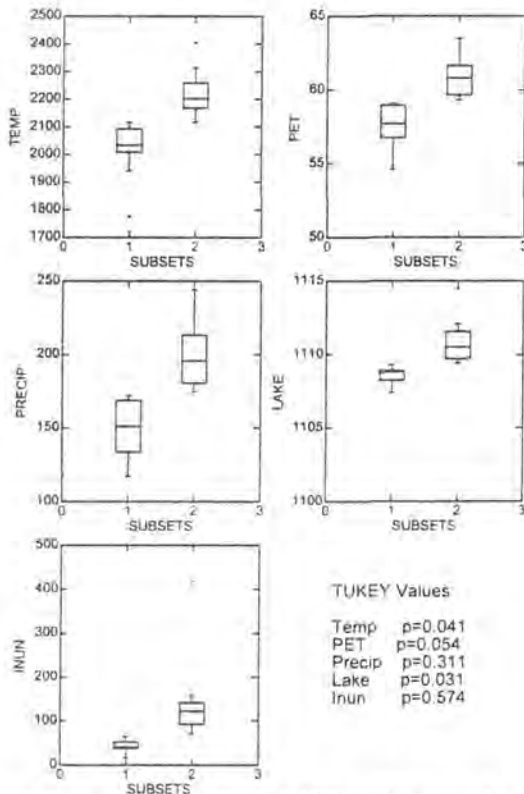 2500
2400
2300
2200
2100
2000
1900
1800
1700
TEMP
0 1 2 3
SUBSETS
65
60
55
50
PET
0 1 2 3
SUBSETS
250
200
150
100
PRECIP
0 1 2 3
SUBSETS
1115
1110
1105
1100
LAKE
0 1 2 3
SUBSETS
500
400
300
200
100
0
INUN
0 1 2 3
SUBSETS
TUKEY Values
Temp p=0.041
PET p=0.054
Precip p=0.311
Lake p=0.031
Inun p=0.574